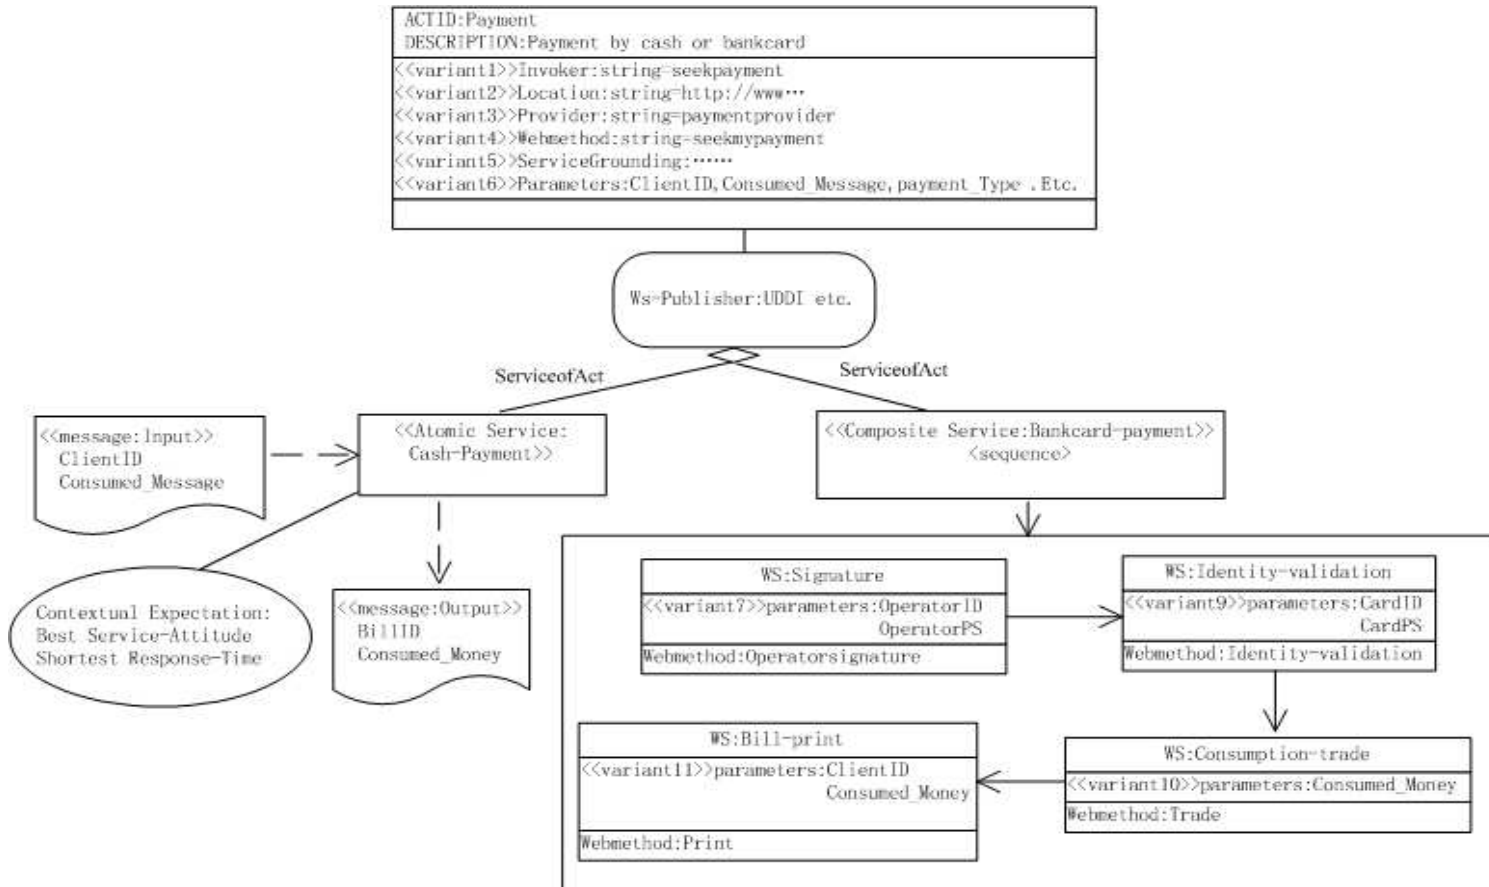 ACTID:Payment
DESCRIPTION:Payment by cash or bankcard
<<variant1>>Invoker:string=seekpayment
<<variant2>>Location:string=http://www…
<<variant3>>Provider:string=paymentprovider
<<variant4>>Webmethod:string=seekmypayment
<<variant5>>ServiceGrounding:……
<<variant6>>Parameters:ClientID,Consumed_Message,payment_Type .Etc.
Ws=Publisher:UDDI etc.
ServiceofAct
ServiceofAct
<<message:Input>>
ClientID
Consumed_Message
<<Atomic Service:
Cash-Payment>>
<<Composite Service:Bankcard-payment>>
<sequence>
Contextual Expectation:
Best Service-Attitude
Shortest Response-Time
<<message:Output>>
BillID
Consumed_Money
WS:Signature
<<variant7>>parameters:OperatorID
OperatorPS
Webmethod:Operatorsignature
WS:Identity-validation
<<variant9>>parameters:CardID
CardPS
Webmethod:Identity-validation
WS:Bill-print
<<variant11>>parameters:ClientID
Consumed_Money
Webmethod:Print
WS:Consumption-trade
<<variant10>>parameters:Consumed_Money
Webmethod:Trade